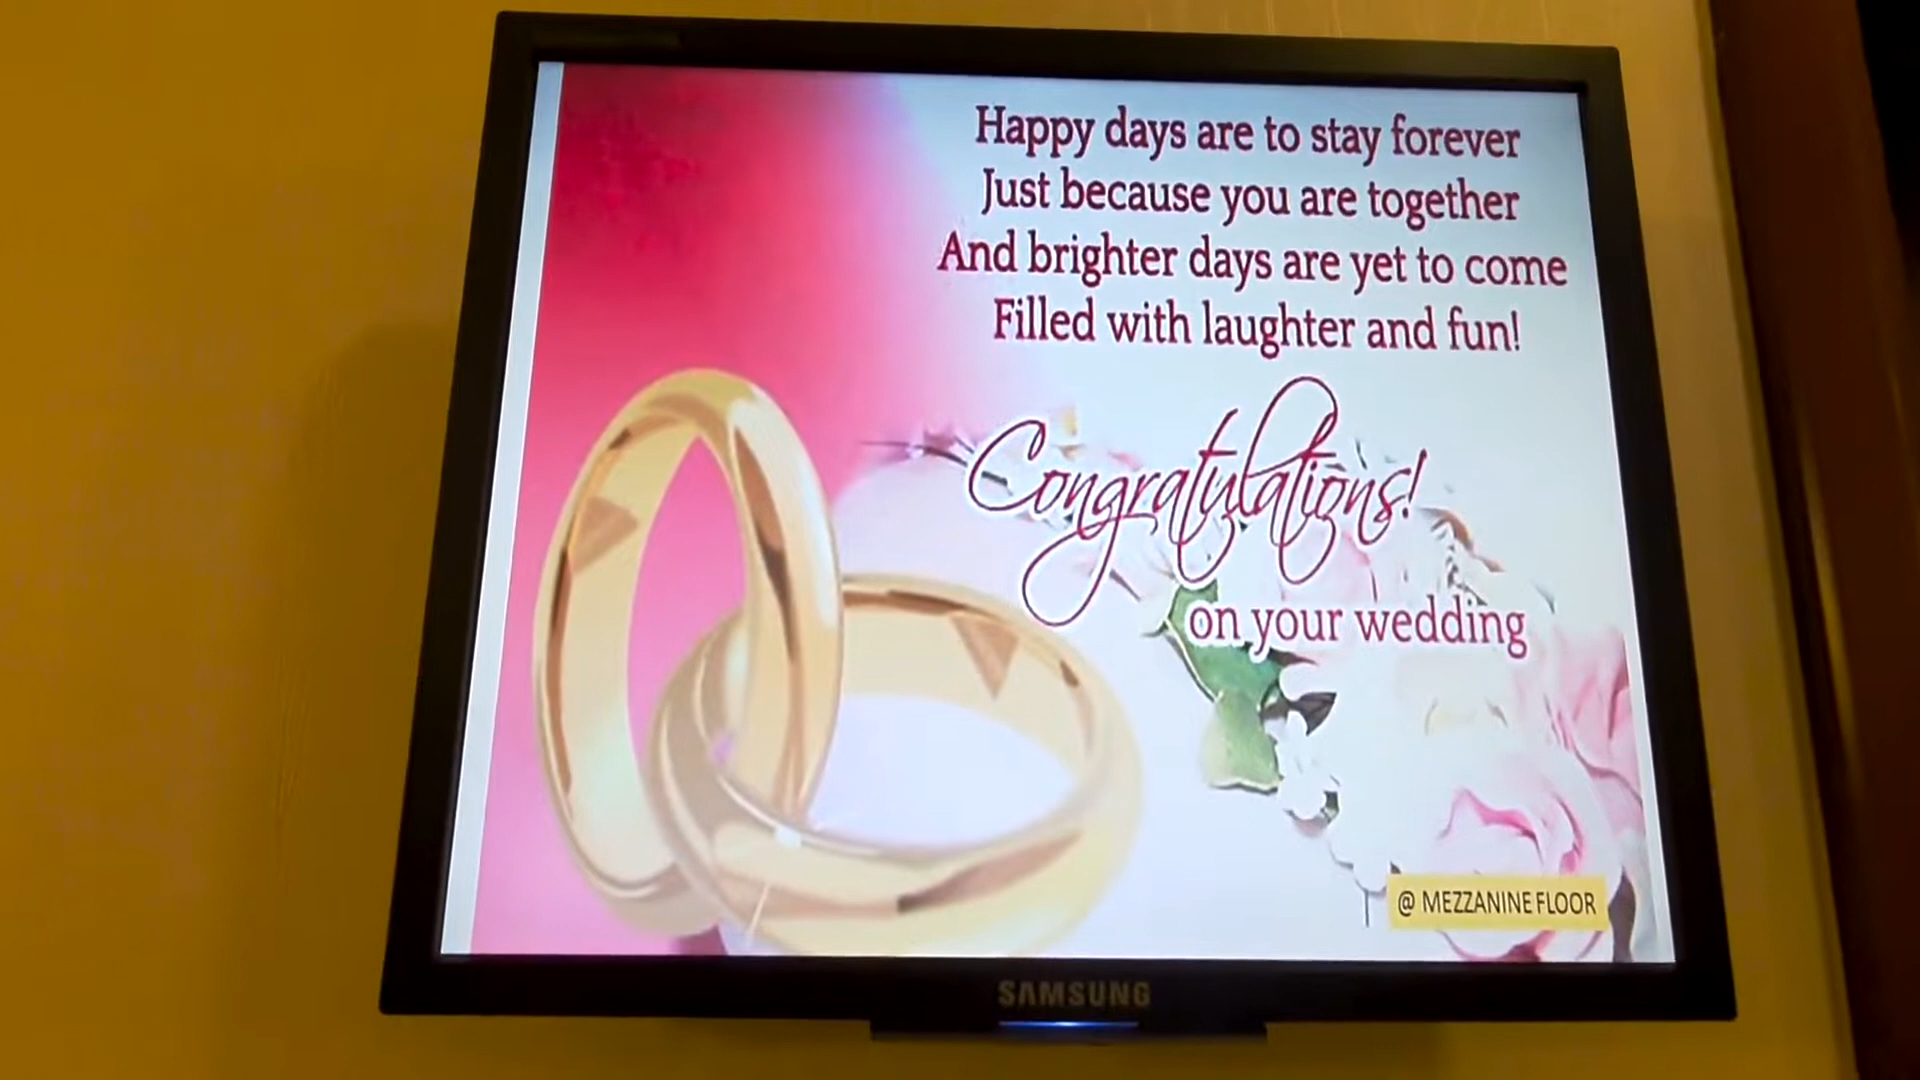 Happy days are to stay forever
Just because you are together
And brighter days are yet to come
Filled with laughter and fun!
Congratulations!
on your wedding
@ MEZZANINE FLOOR
SAMSUNG